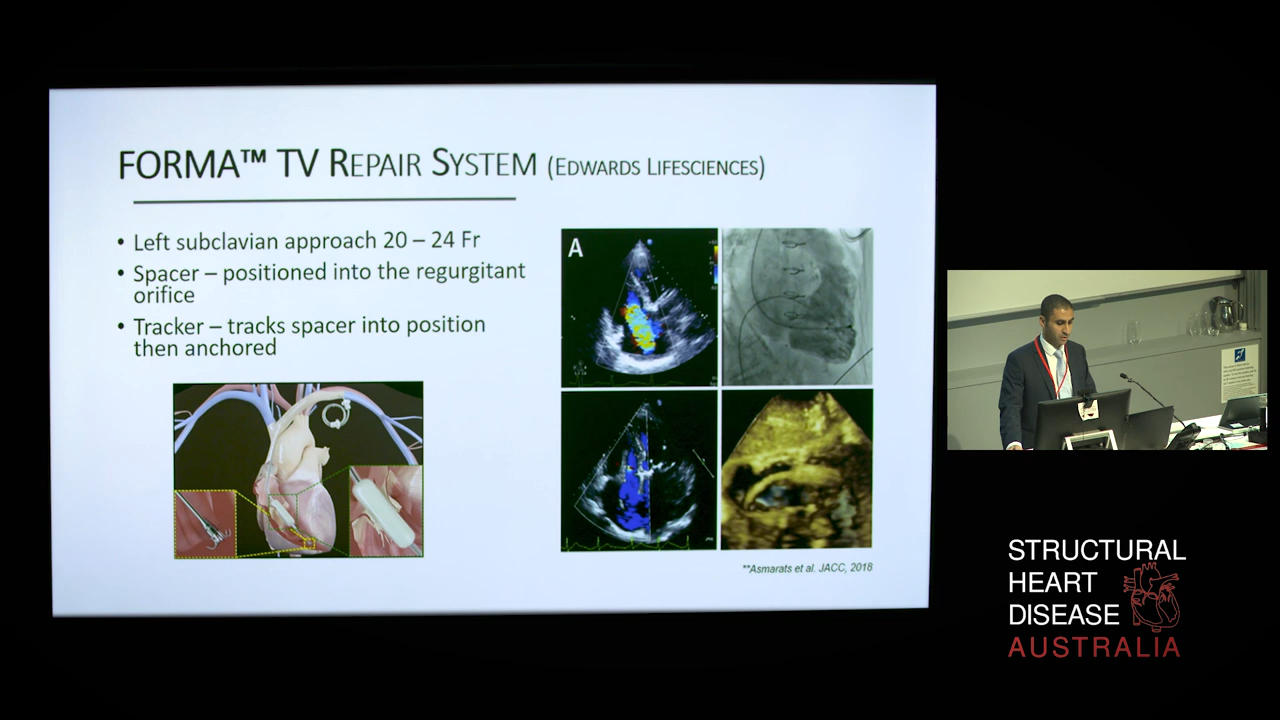 FORMA™ TV REPAIR SYSTEM (EDWARDS LIFESCIENCES)
• Left subclavian approach 20 – 24 Fr
• Spacer – positioned into the regurgitant
orifice
• Tracker – tracks spacer into position
then anchored
A
**Asmarats et al. JACC, 2018
STRUCTURAL
HEART
DISEASE
AUSTRALIA